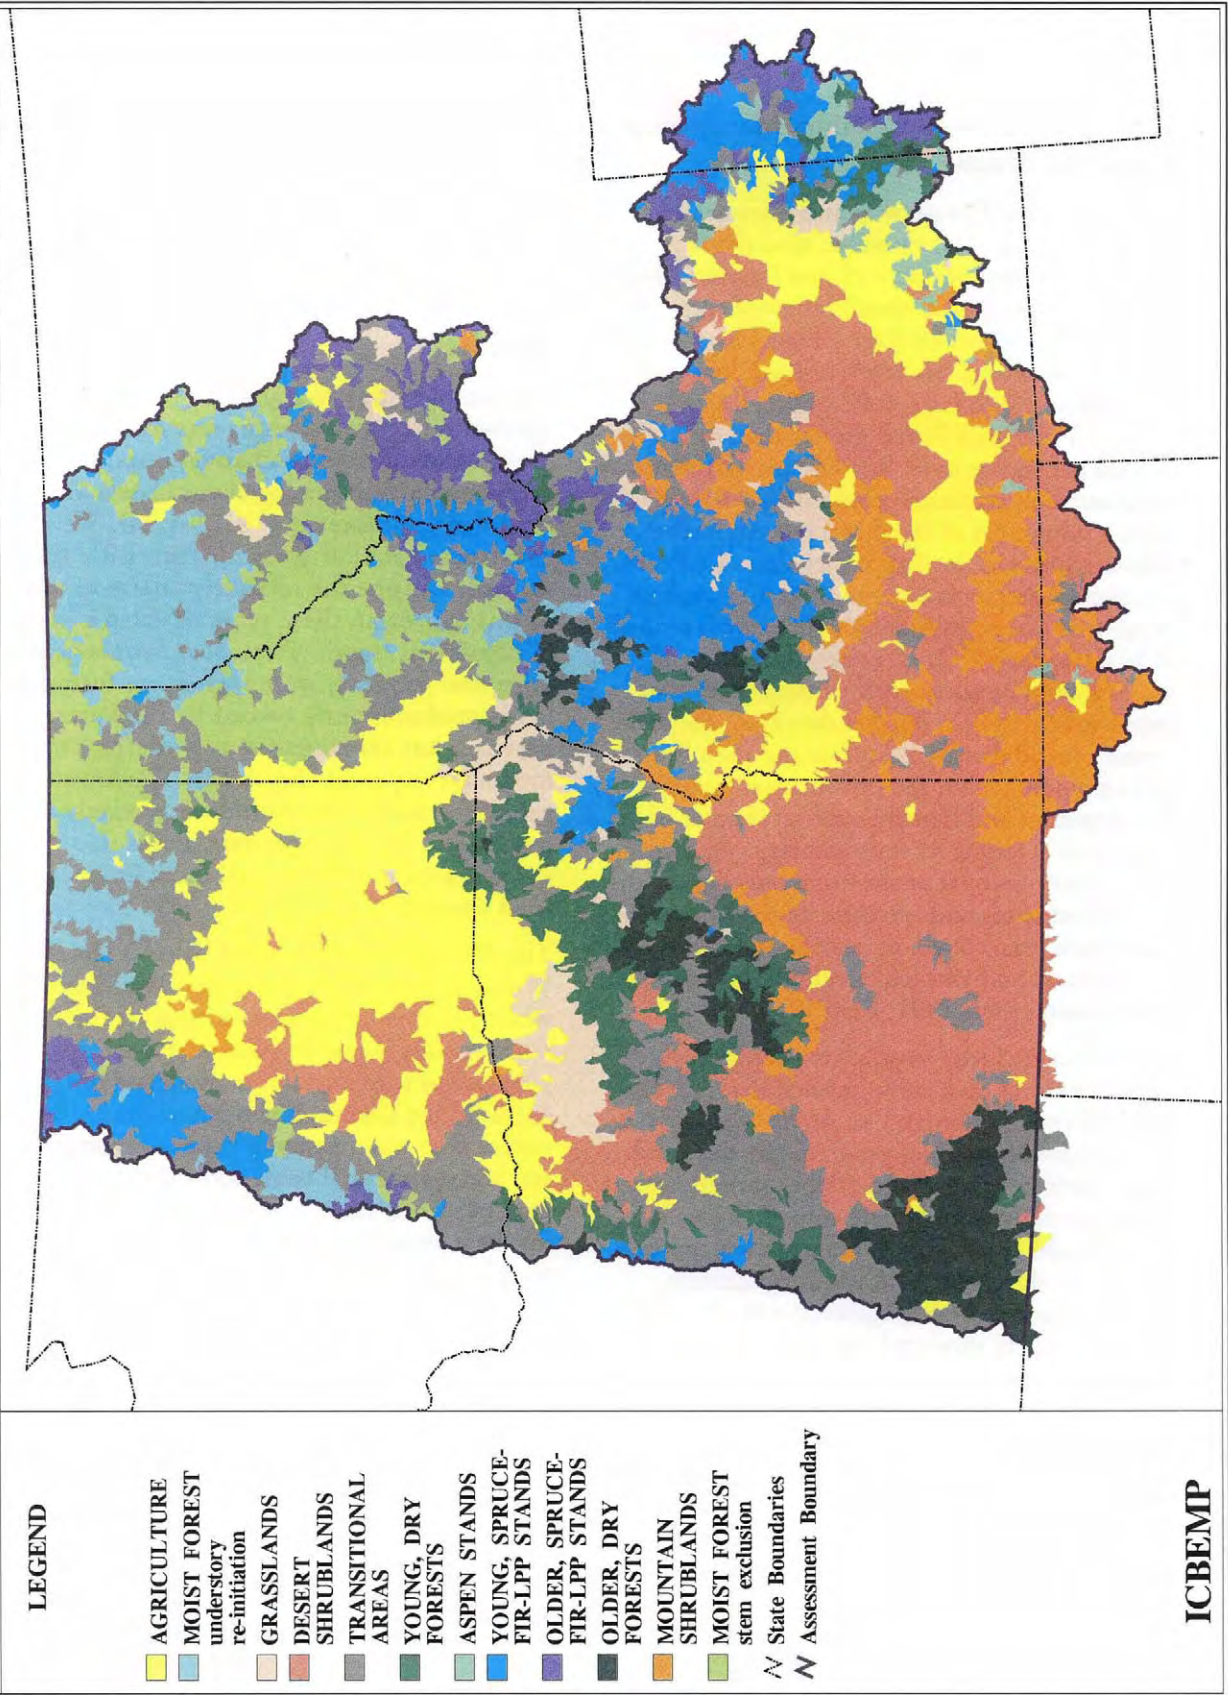 LEGEND
AGRICULTURE
MOIST FOREST
understory
re-initiation
GRASSLANDS
DESERT
SHRUBLANDS
TRANSITIONAL
AREAS
YOUNG, DRY
FORESTS
ASPEN STANDS
YOUNG, SPRUCE-
FIR-LPP STANDS
OLDER, SPRUCE-
FIR-LPP STANDS
OLDER, DRY
FORESTS
MOUNTAIN
SHRUBLANDS
MOIST FOREST
stem exclusion
State Boundaries
Assessment Boundary
ICBEMP